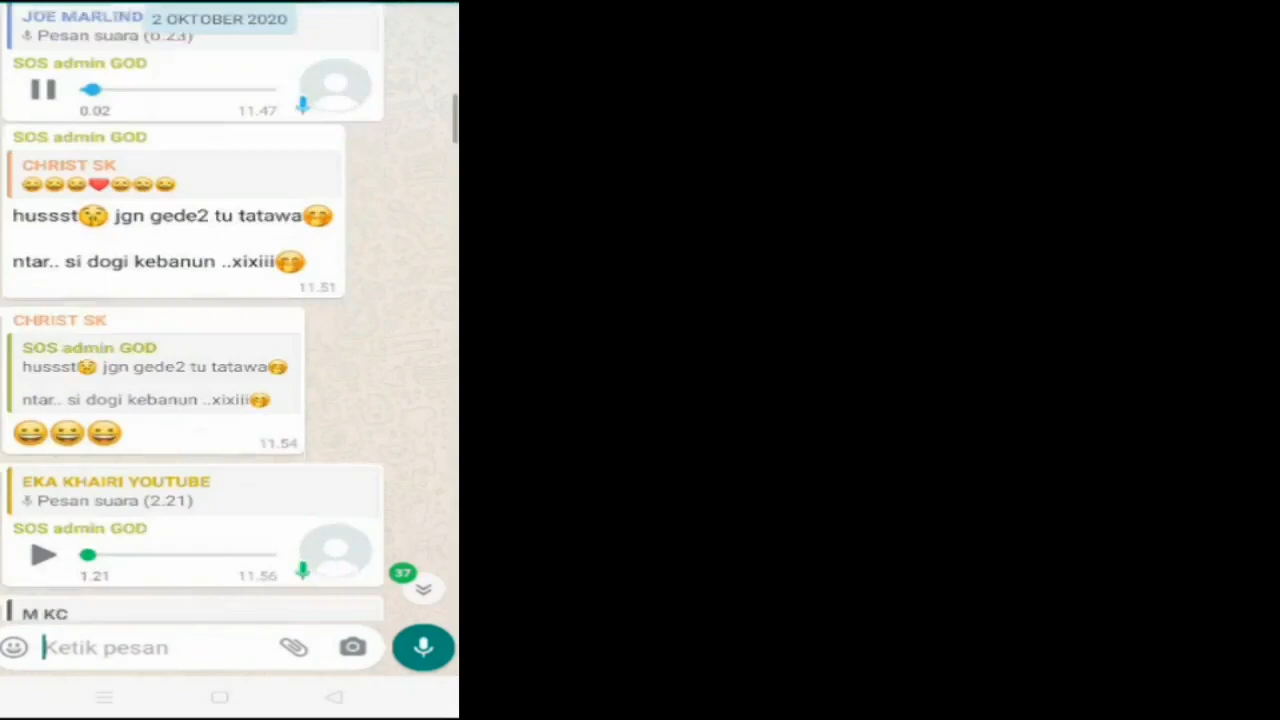 JOE MARLIND
2 OKTOBER 2020
Pesan suara (0.23)
SOS admin GOD
0.02
11.47
SOS admin GOD
CHRIST SK
😄😄😄❤️😄😄😄
hussst🤫 jgn gede2 tu tatawa🤭
ntar.. si dogi kebanun ..xixiii🤭
11.51
CHRIST SK
SOS admin GOD
hussst🤫 jgn gede2 tu tatawa🤭
ntar.. si dogi kebanun ..xixiii🤭
😀😀😀
11.54
EKA KHAIRI YOUTUBE
Pesan suara (2.21)
SOS admin GOD
1.21
11.56
37
M KC
Ketik pesan